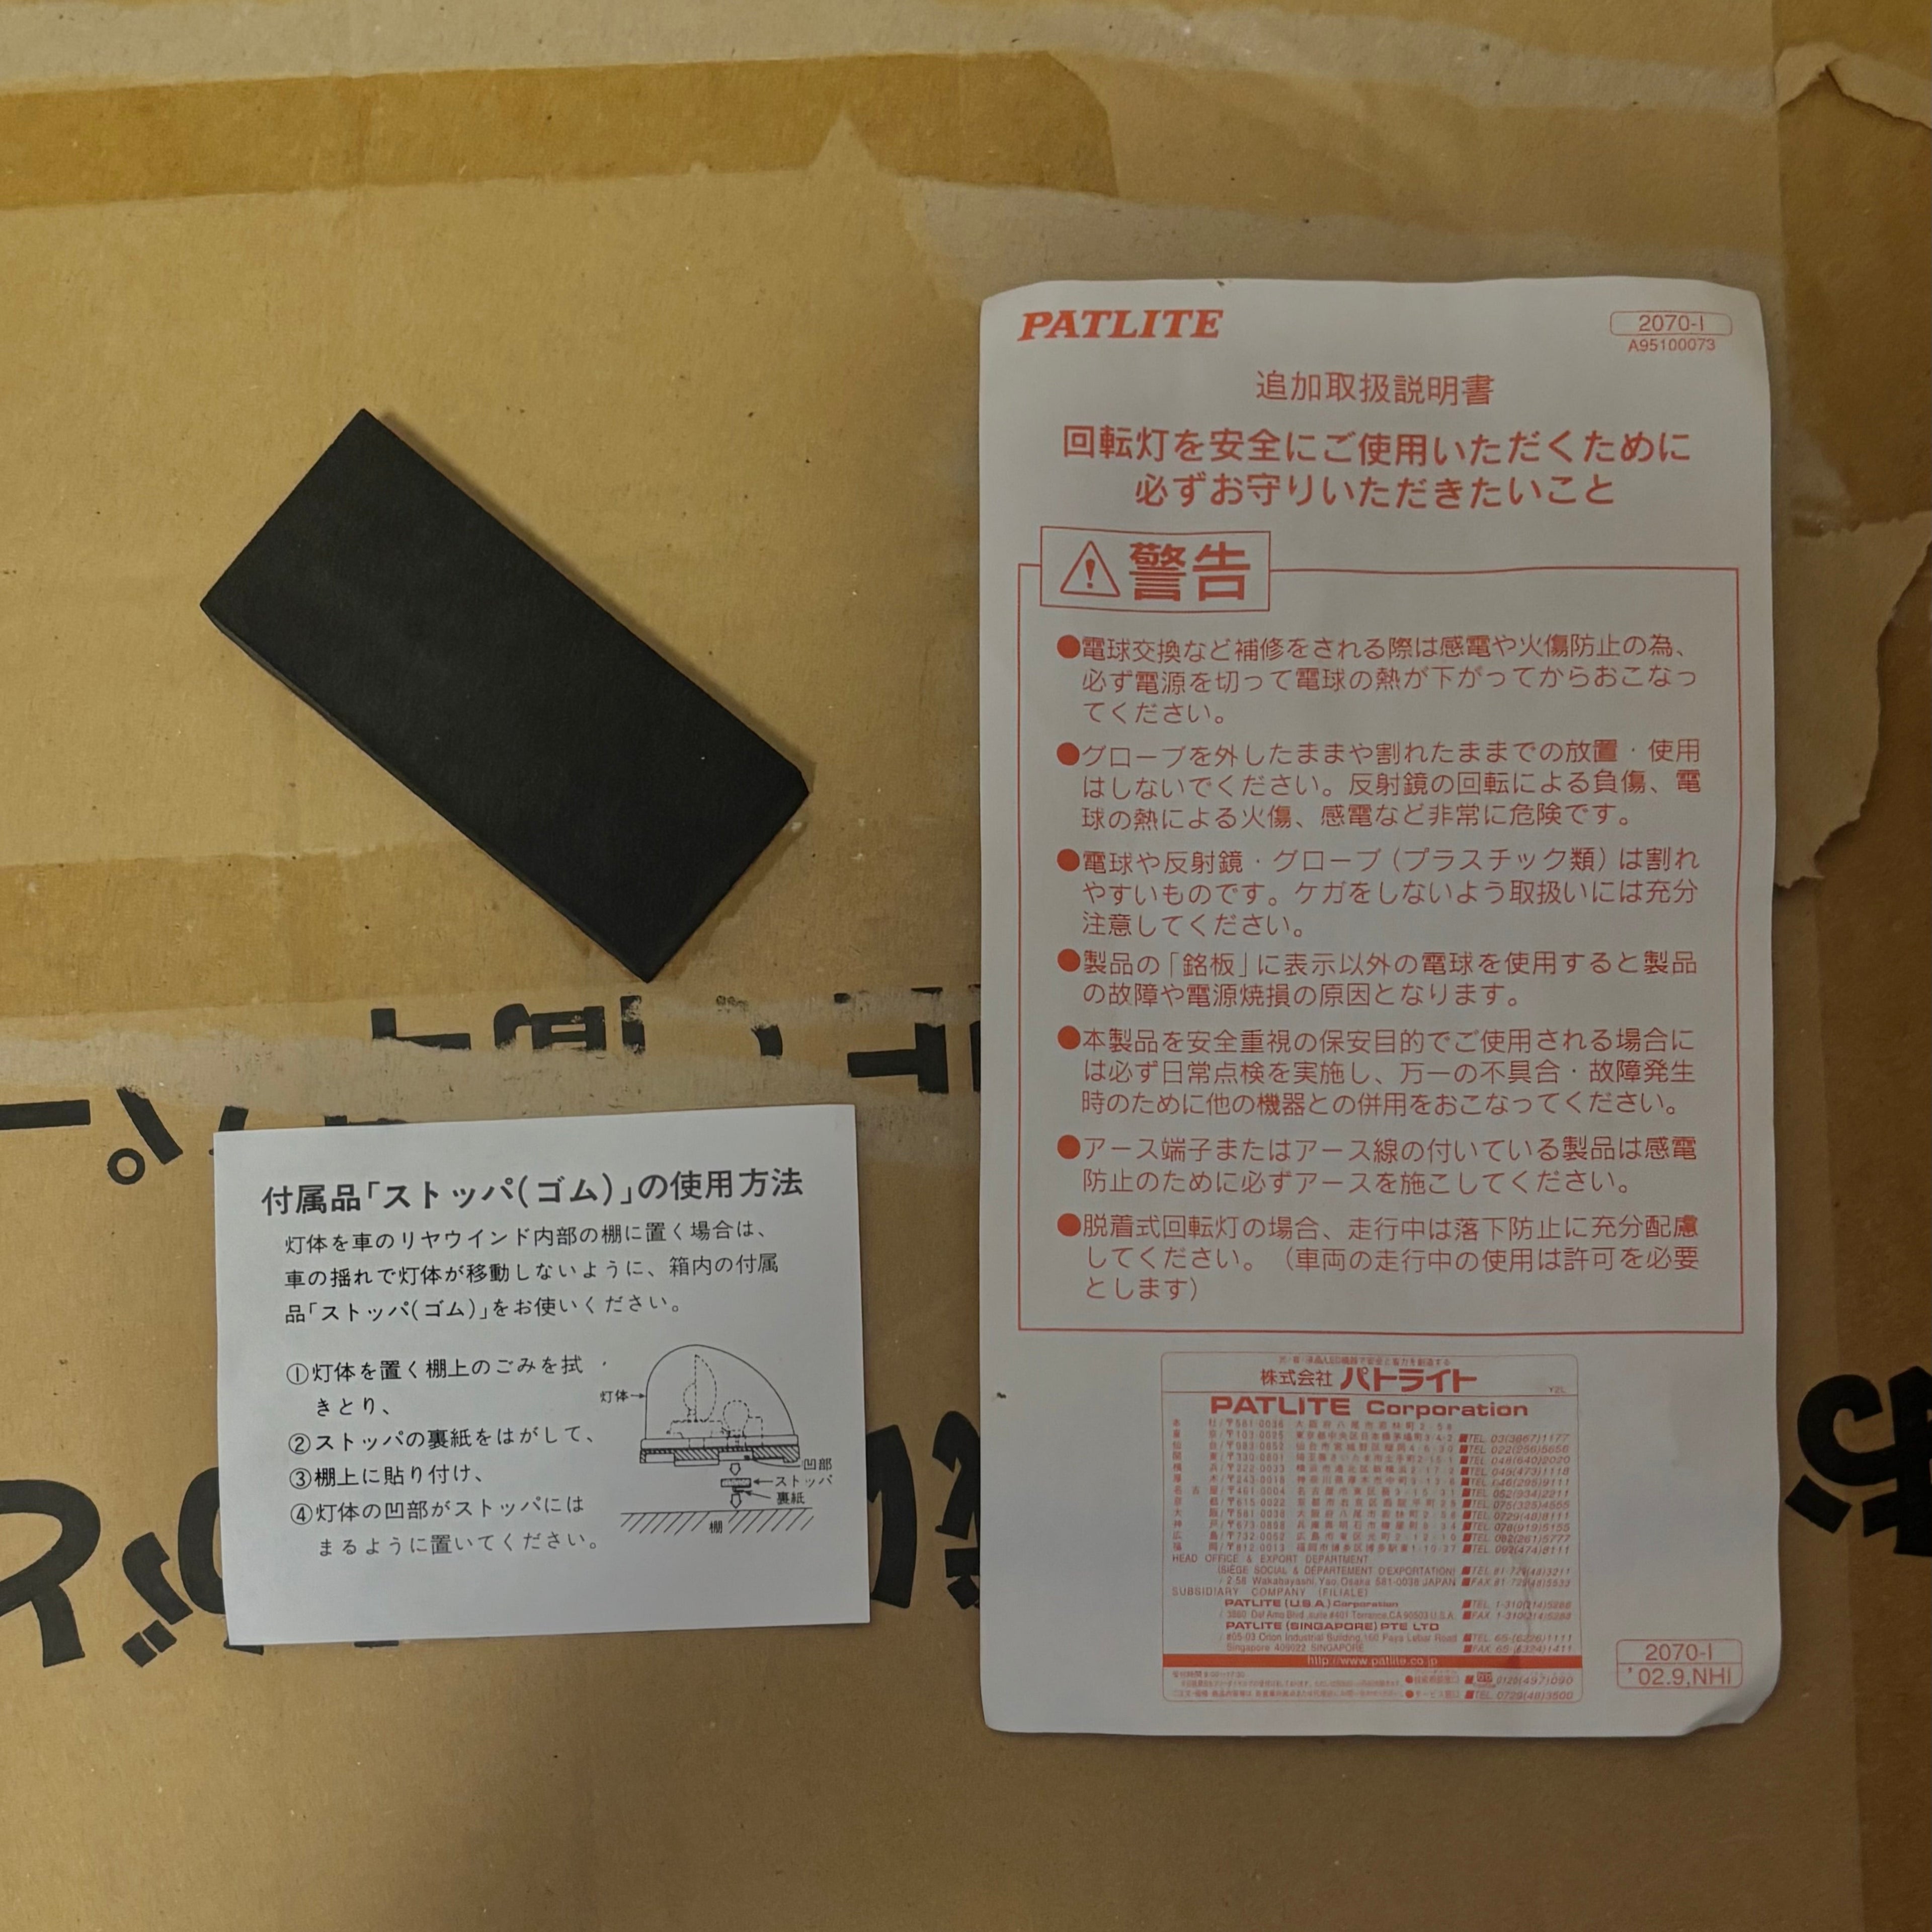 PATLITE
2070-I
A95100073
追加取扱説明書
回転灯を安全にご使用いただくために
必ずお守りいただきたいこと
警告
●電球交換など補修をされる際は感電や火傷防止の為、
必ず電源を切って電球の熱が下がってからおこなっ
てください。
●グローブを外したままや割れたままでの放置・使用
はしないでください。反射鏡の回転による負傷、電
球の熱による火傷、感電など非常に危険です。
●電球や反射鏡・グローブ(プラスチック類)は割れ
やすいものです。ケガをしないよう取扱いには充分
注意してください。
●製品の「銘板」に表示以外の電球を使用すると製品
の故障や電源焼損の原因となります。
●本製品を安全重視の保安目的でご使用される場合に
は必ず日常点検を実施し、万一の不具合・故障発生
時のために他の機器との併用をおこなってください。
●アース端子またはアース線の付いている製品は感電
防止のために必ずアースを施こしてください。
●脱着式回転灯の場合、走行中は落下防止に充分配慮
してください。(車両の走行中の使用は許可を必要
とします)
株式会社 パトライト
PATLITE Corporation
HEAD OFFICE & EXPORT DEPARTMENT
(SIÈGE SOCIAL & DÉPARTEMENT D'EXPORTATION)
2-58 Wakabayashi, Yao, Osaka 581-0038 JAPAN
SUBSIDIARY COMPANY (FILIALE)
PATLITE (U.S.A.) Corporation
PATLITE (SINGAPORE) PTE LTD
Singapore 409022 SINGAPORE
http://www.patlite.co.jp
2070-I
'02.9,NHI
付属品「ストッパ(ゴム)」の使用方法
灯体を車のリヤウインド内部の棚に置く場合は、
車の揺れで灯体が移動しないように、箱内の付属
品「ストッパ(ゴム)」をお使いください。
①灯体を置く棚上のごみを拭
きとり、
②ストッパの裏紙をはがして、
③棚上に貼り付け、
④灯体の凹部がストッパには
まるように置いてください。
灯体
凹部
ストッパ
裏紙
棚